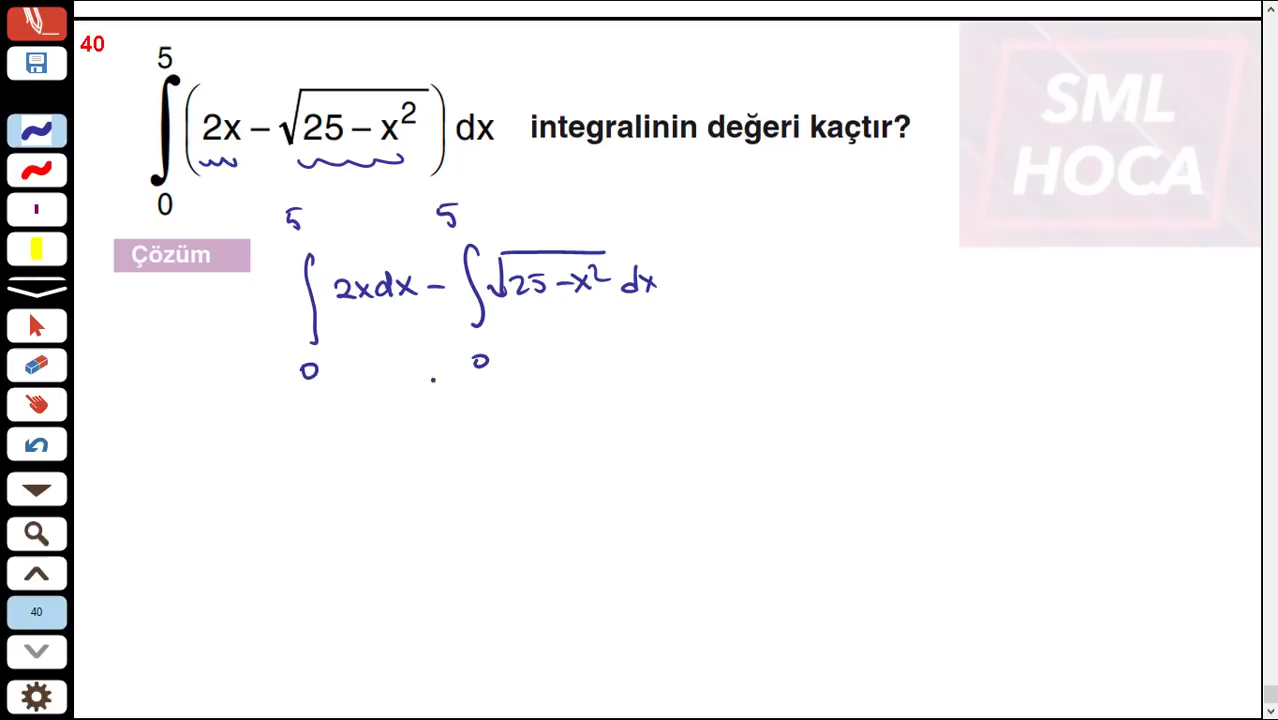 40
∫₀⁵ (2x – √(25 – x²)) dx integralinin değeri kaçtır?
Çözüm
∫₀⁵ 2xdx – ∫₀⁵ √(25 – x²) dx
SML
HOCA
40